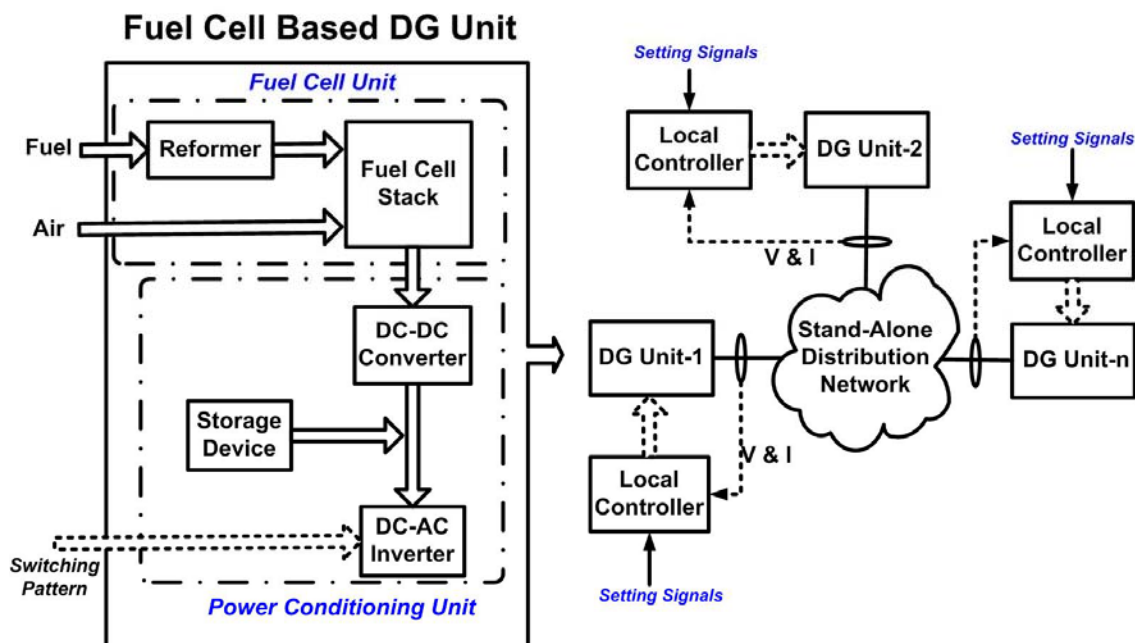 Fuel Cell Based DG Unit
Fuel Cell Unit
Fuel
Reformer
Fuel Cell
Stack
Air
DC-DC
Converter
Storage
Device
DC-AC
Inverter
Switching
Pattern
Power Conditioning Unit
Setting Signals
Local
Controller
DG Unit-2
V & I
Setting Signals
Local
Controller
DG Unit-n
Stand-Alone
Distribution
Network
DG Unit-1
V & I
Local
Controller
Setting Signals